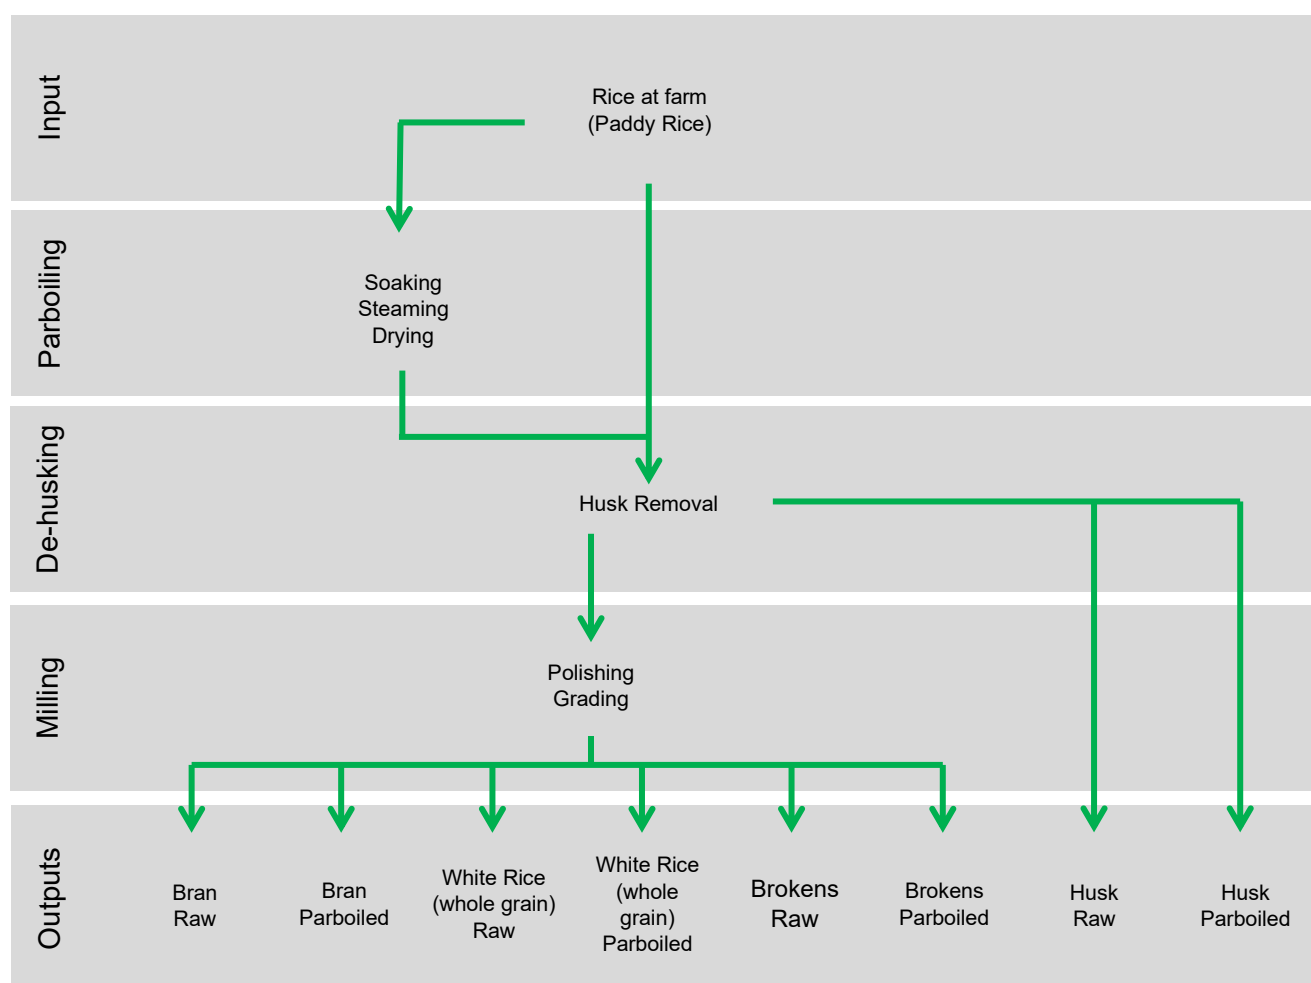 Input
Rice at farm
(Paddy Rice)
Parboiling
Soaking
Steaming
Drying
De-husking
Husk Removal
Milling
Polishing
Grading
Outputs
Bran
Raw
Bran
Parboiled
White Rice
(whole grain)
Raw
White Rice
(whole
grain)
Parboiled
Brokens
Raw
Brokens
Parboiled
Husk
Raw
Husk
Parboiled